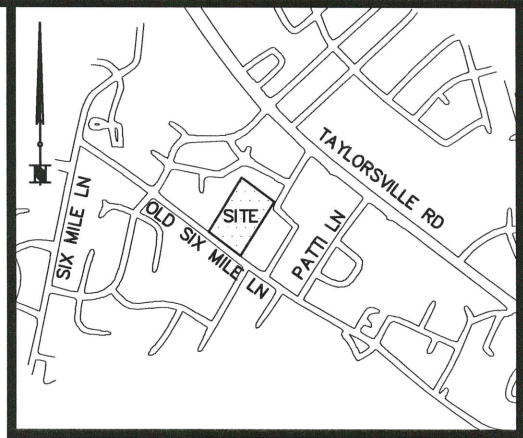 N
TAYLORSVILLE RD
SITE
PATTI LN
OLD SIX MILE LN
SIX MILE LN